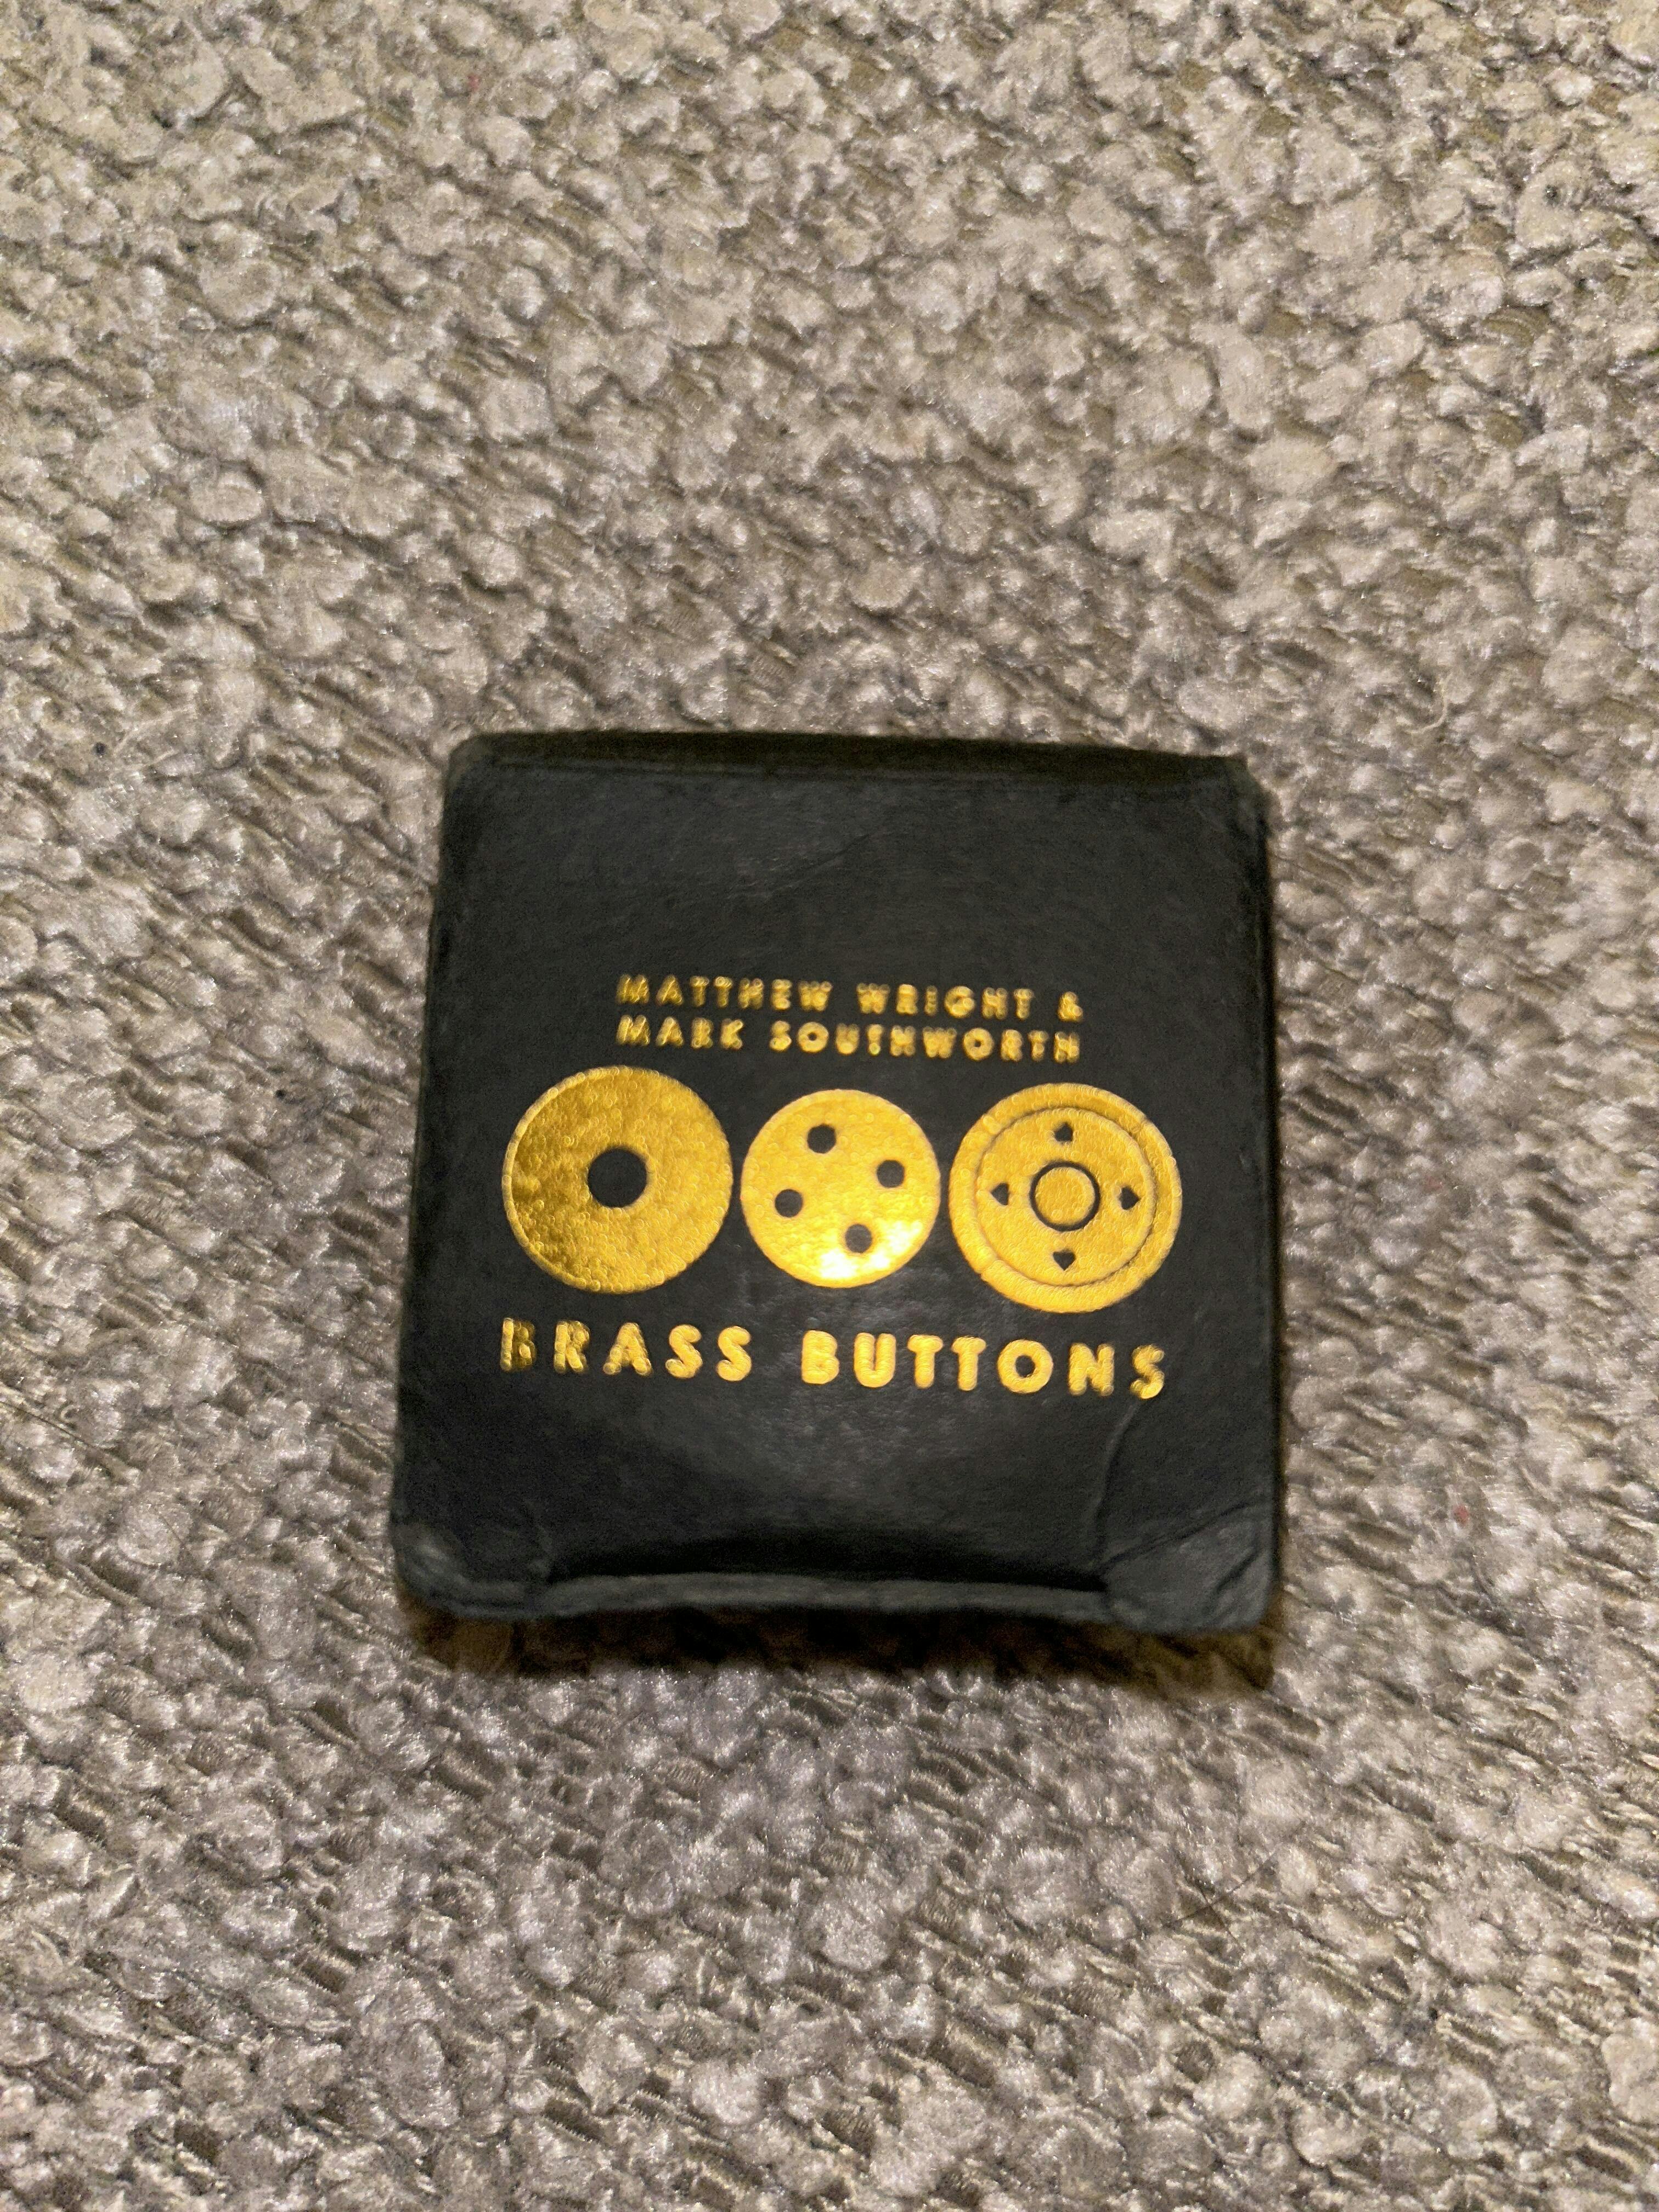 MATTHEW WRIGHT &
MARK SOUTHWORTH
BRASS BUTTONS